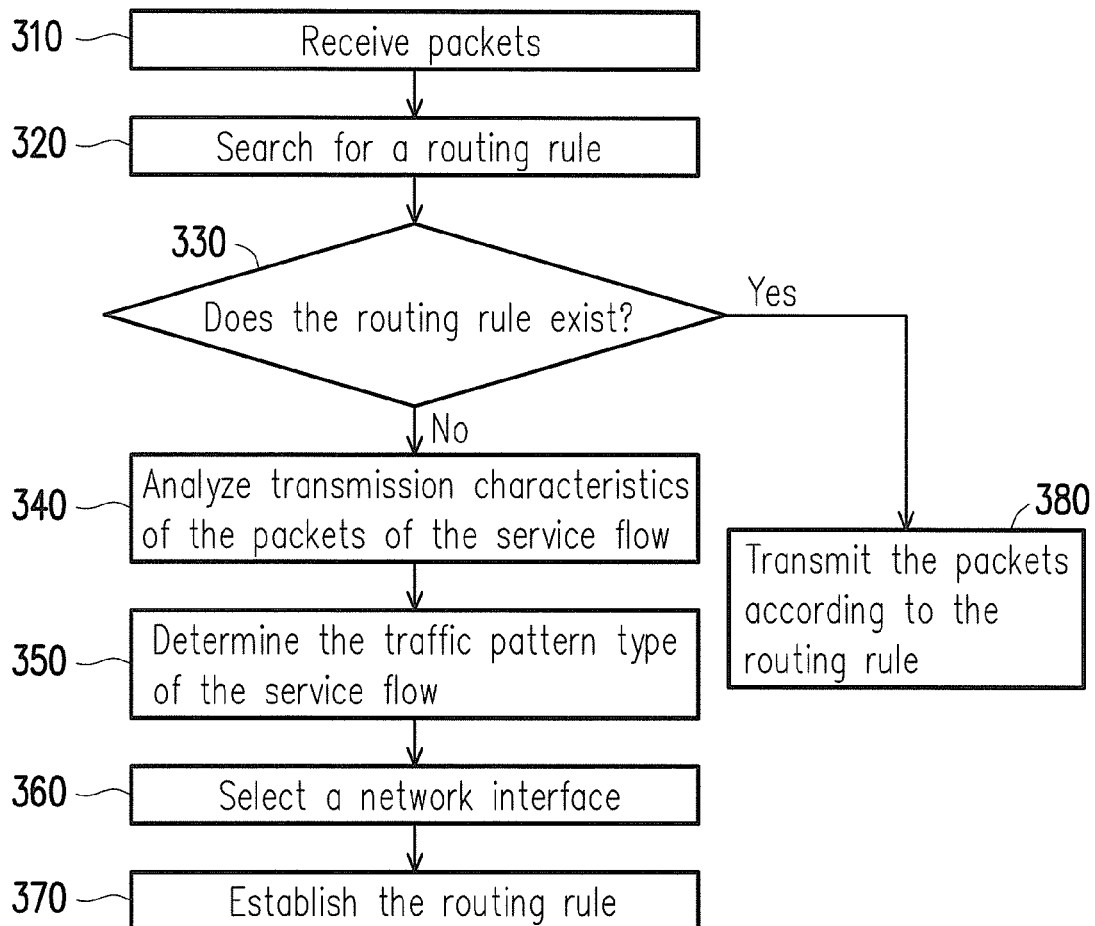 310
Receive packets
320
Search for a routing rule
330
Does the routing rule exist?
Yes
No
340
Analyze transmission characteristics
of the packets of the service flow
380
Transmit the packets
according to the
routing rule
350
Determine the traffic pattern type
of the service flow
360
Select a network interface
370
Establish the routing rule